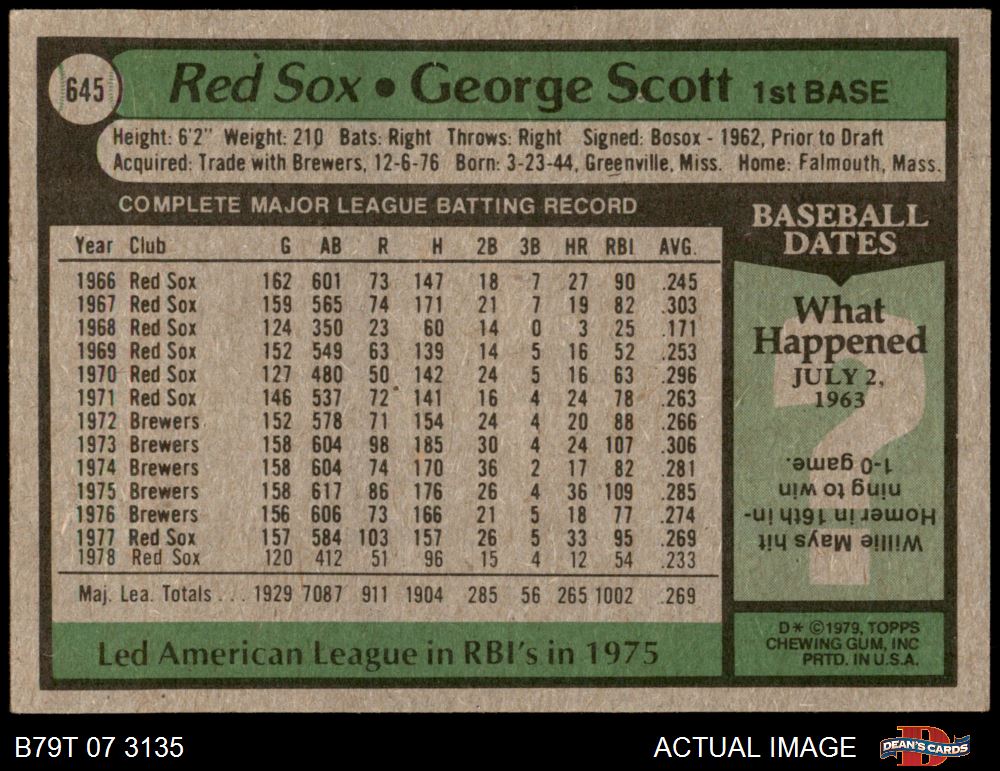 645
Red Sox • George Scott 1st BASE
Height: 6'2" Weight: 210 Bats: Right Throws: Right Signed: Bosox - 1962, Prior to Draft
Acquired: Trade with Brewers, 12-6-76 Born: 3-23-44, Greenville, Miss. Home: Falmouth, Mass.
COMPLETE MAJOR LEAGUE BATTING RECORD
Year Club G AB R H 2B 3B HR RBI AVG.
1966 Red Sox 162 601 73 147 18 7 27 90 .245
1967 Red Sox 159 565 74 171 21 7 19 82 .303
1968 Red Sox 124 350 23 60 14 0 3 25 .171
1969 Red Sox 152 549 63 139 14 5 16 52 .253
1970 Red Sox 127 480 50 142 24 5 16 63 .296
1971 Red Sox 146 537 72 141 16 4 24 78 .263
1972 Brewers 152 578 71 154 24 4 20 88 .266
1973 Brewers 158 604 98 185 30 4 24 107 .306
1974 Brewers 158 604 74 170 36 2 17 82 .281
1975 Brewers 158 617 86 176 26 4 36 109 .285
1976 Brewers 156 606 73 166 21 5 18 77 .274
1977 Red Sox 157 584 103 157 26 5 33 95 .269
1978 Red Sox 120 412 51 96 15 4 12 54 .233
Maj. Lea. Totals . . . 1929 7087 911 1904 285 56 265 1002 .269
Led American League in RBI's in 1975
BASEBALL
DATES
What
Happened
JULY 2,
1963
?
Willie Mays hit
Homer in 16th in-
ning to win
1-0 game.
D* ©1979, TOPPS
CHEWING GUM, INC
PRTD. IN U.S.A.
B79T 07 3135
ACTUAL IMAGE
D
DEAN'S CARDS